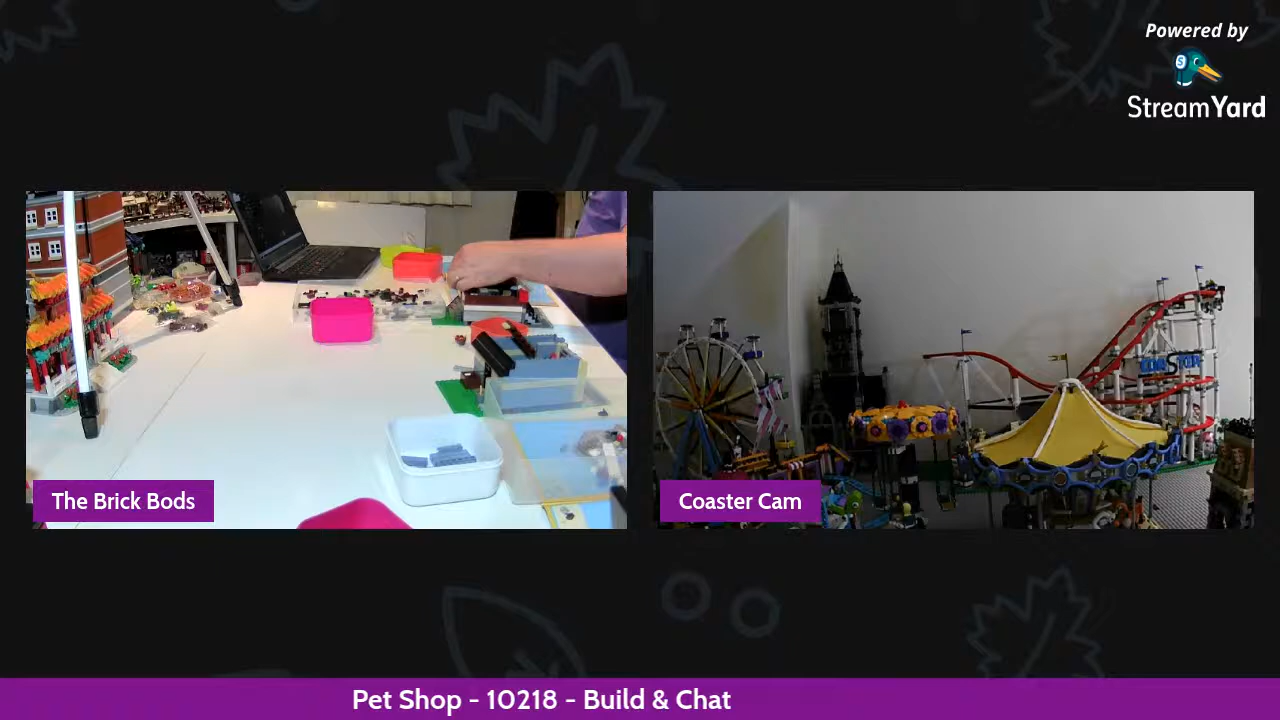 Powered by
StreamYard
The Brick Bods
Coaster Cam
Pet Shop - 10218 - Build & Chat